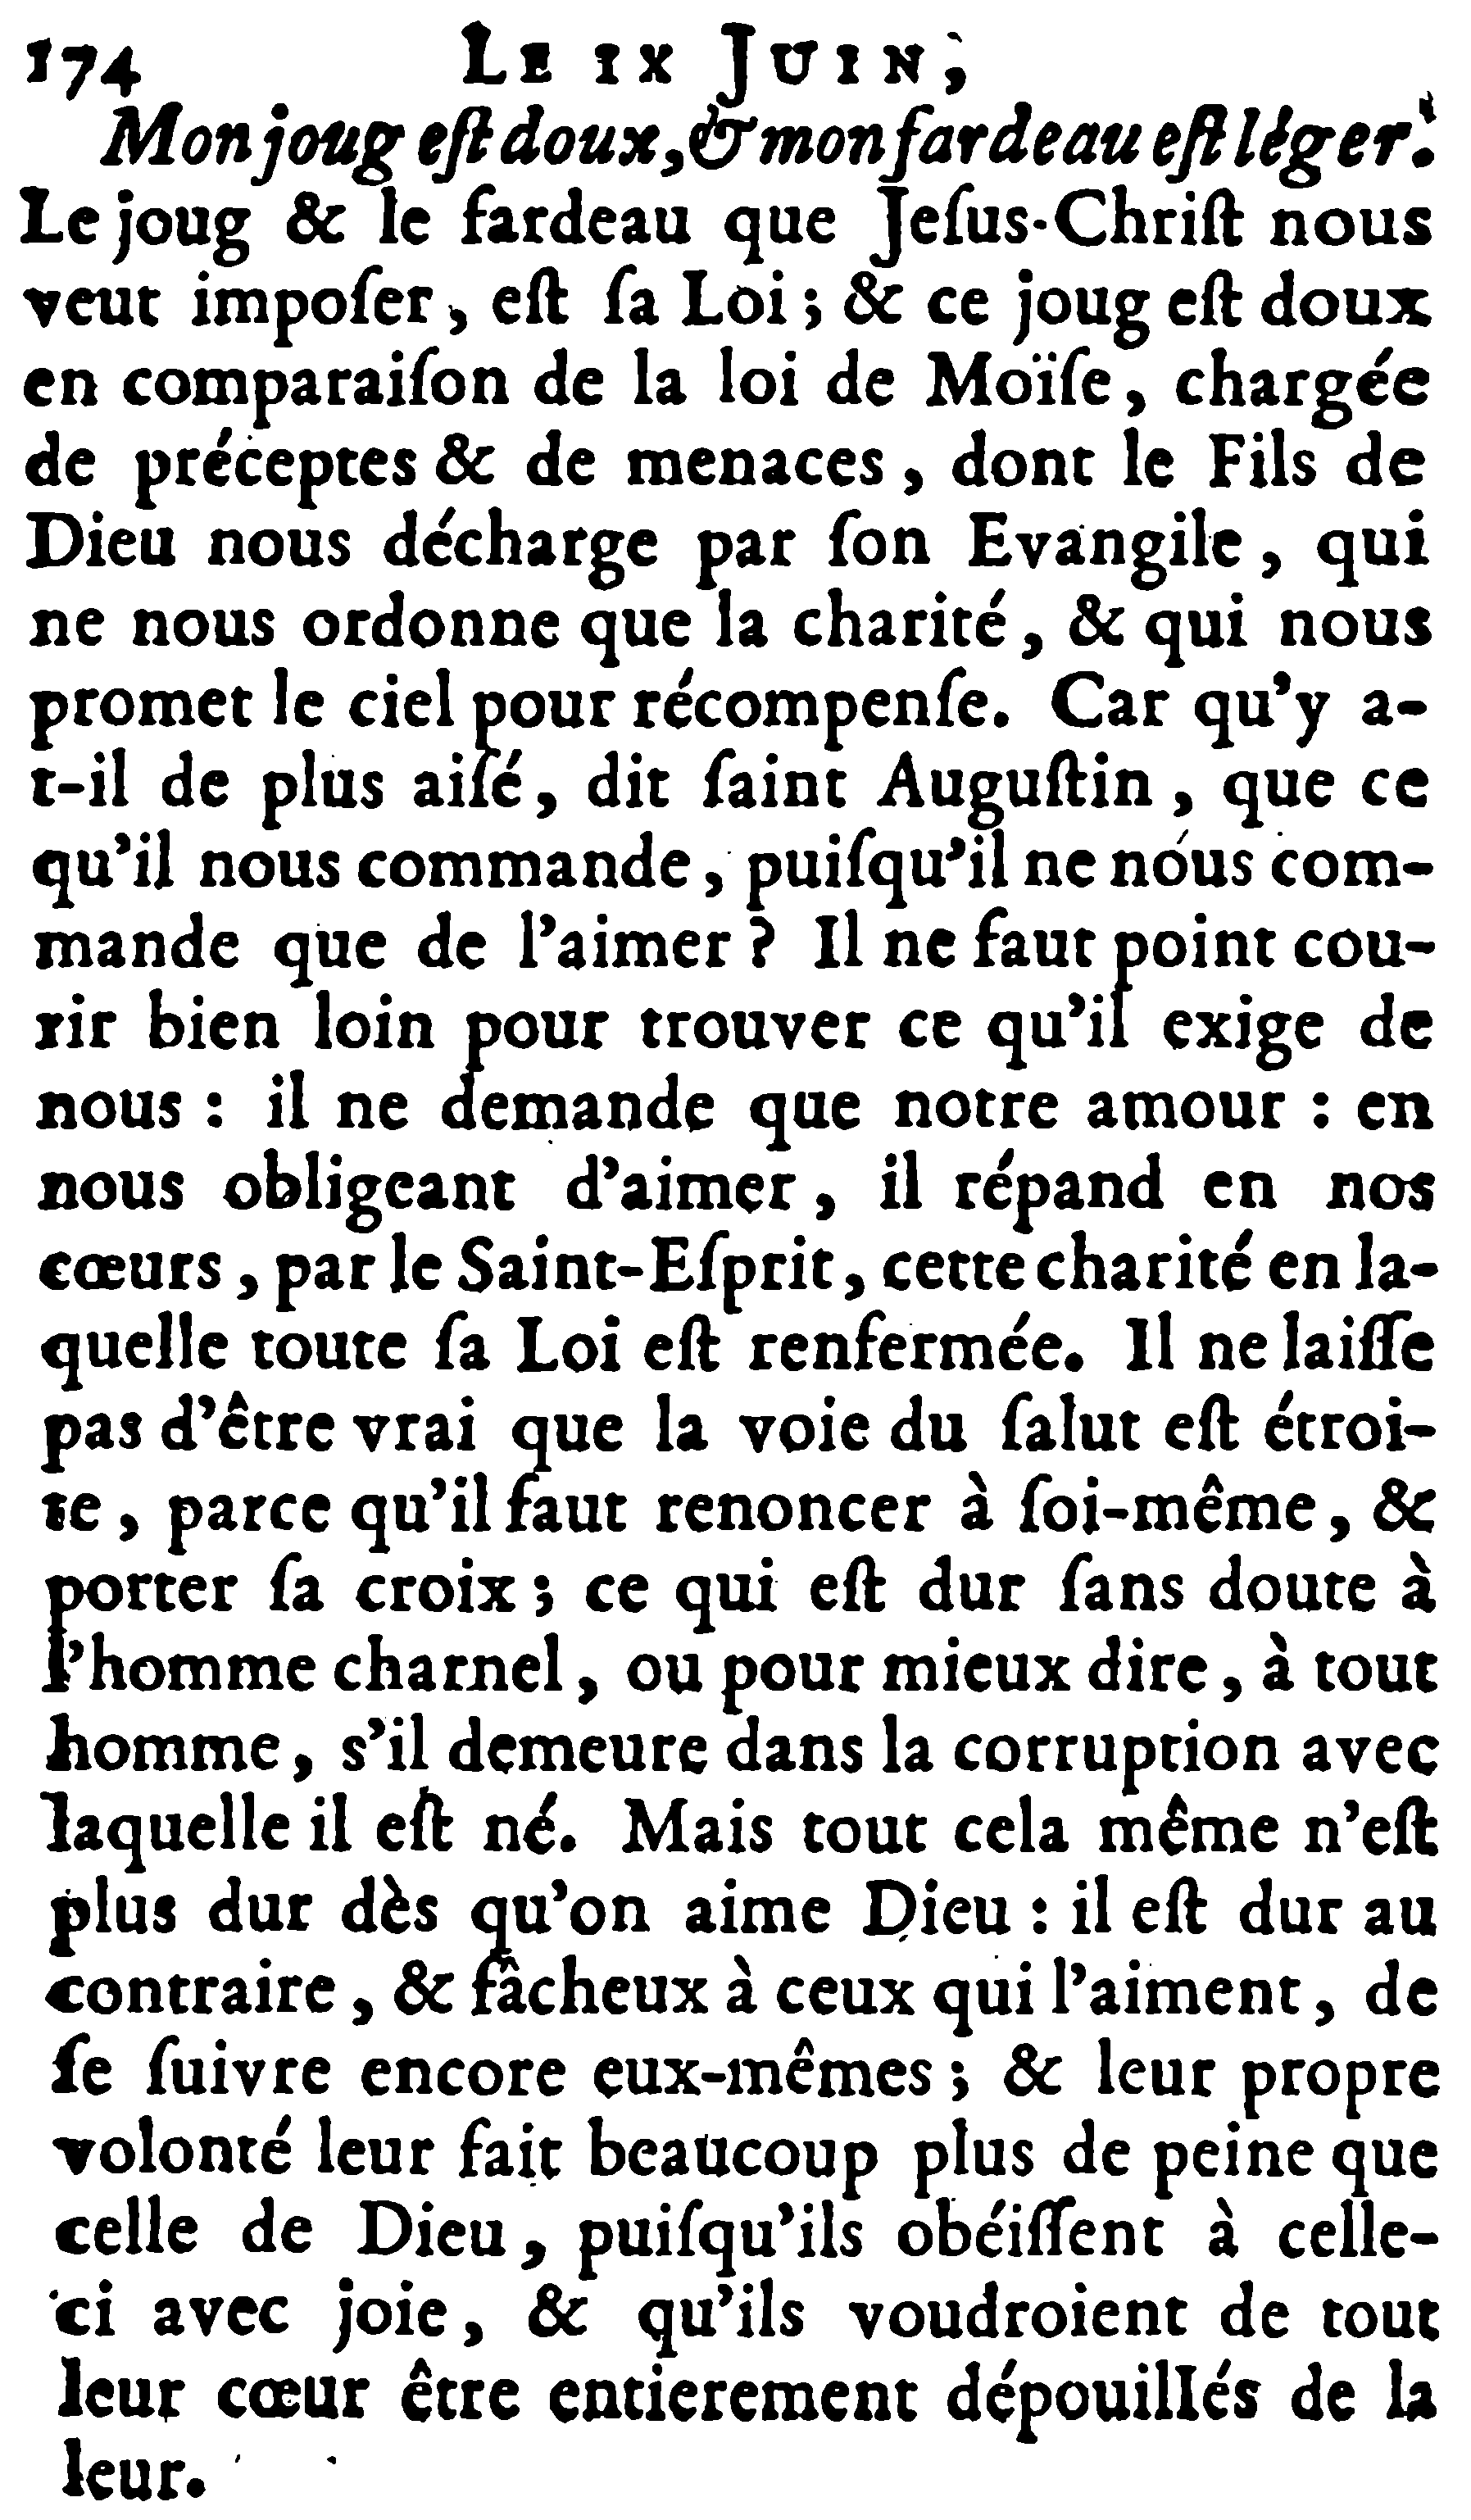 174 LE IX JUIN,
Mon joug eſt doux, & mon fardeau eſt léger.
Le joug & le fardeau que Jeſus-Chriſt nous
veut impoſer, eſt ſa Loi; & ce joug eſt doux
en comparaiſon de la loi de Moïſe, chargée
de préceptes & de menaces, dont le Fils de
Dieu nous décharge par ſon Evangile, qui
ne nous ordonne que la charité, & qui nous
promet le ciel pour récompenſe. Car qu'y a-
t-il de plus aiſé, dit ſaint Auguſtin, que ce
qu'il nous commande, puiſqu'il ne nous com-
mande que de l'aimer? Il ne faut point cou-
rir bien loin pour trouver ce qu'il exige de
nous: il ne demande que notre amour: en
nous obligeant d'aimer, il répand en nos
cœurs, par le Saint-Eſprit, cette charité en la-
quelle toute ſa Loi eſt renfermée. Il ne laiſſe
pas d'être vrai que la voie du ſalut eſt étroi-
te, parce qu'il faut renoncer à ſoi-même, &
porter ſa croix; ce qui eſt dur ſans doute à
l'homme charnel, ou pour mieux dire, à tout
homme, s'il demeure dans la corruption avec
laquelle il eſt né. Mais tout cela même n'eſt
plus dur dès qu'on aime Dieu: il eſt dur au
contraire, & fâcheux à ceux qui l'aiment, de
ſe ſuivre encore eux-mêmes; & leur propre
volonté leur fait beaucoup plus de peine que
celle de Dieu, puiſqu'ils obéiſſent à celle-
ci avec joie, & qu'ils voudroient de tout
leur cœur être entierement dépouillés de la
leur.